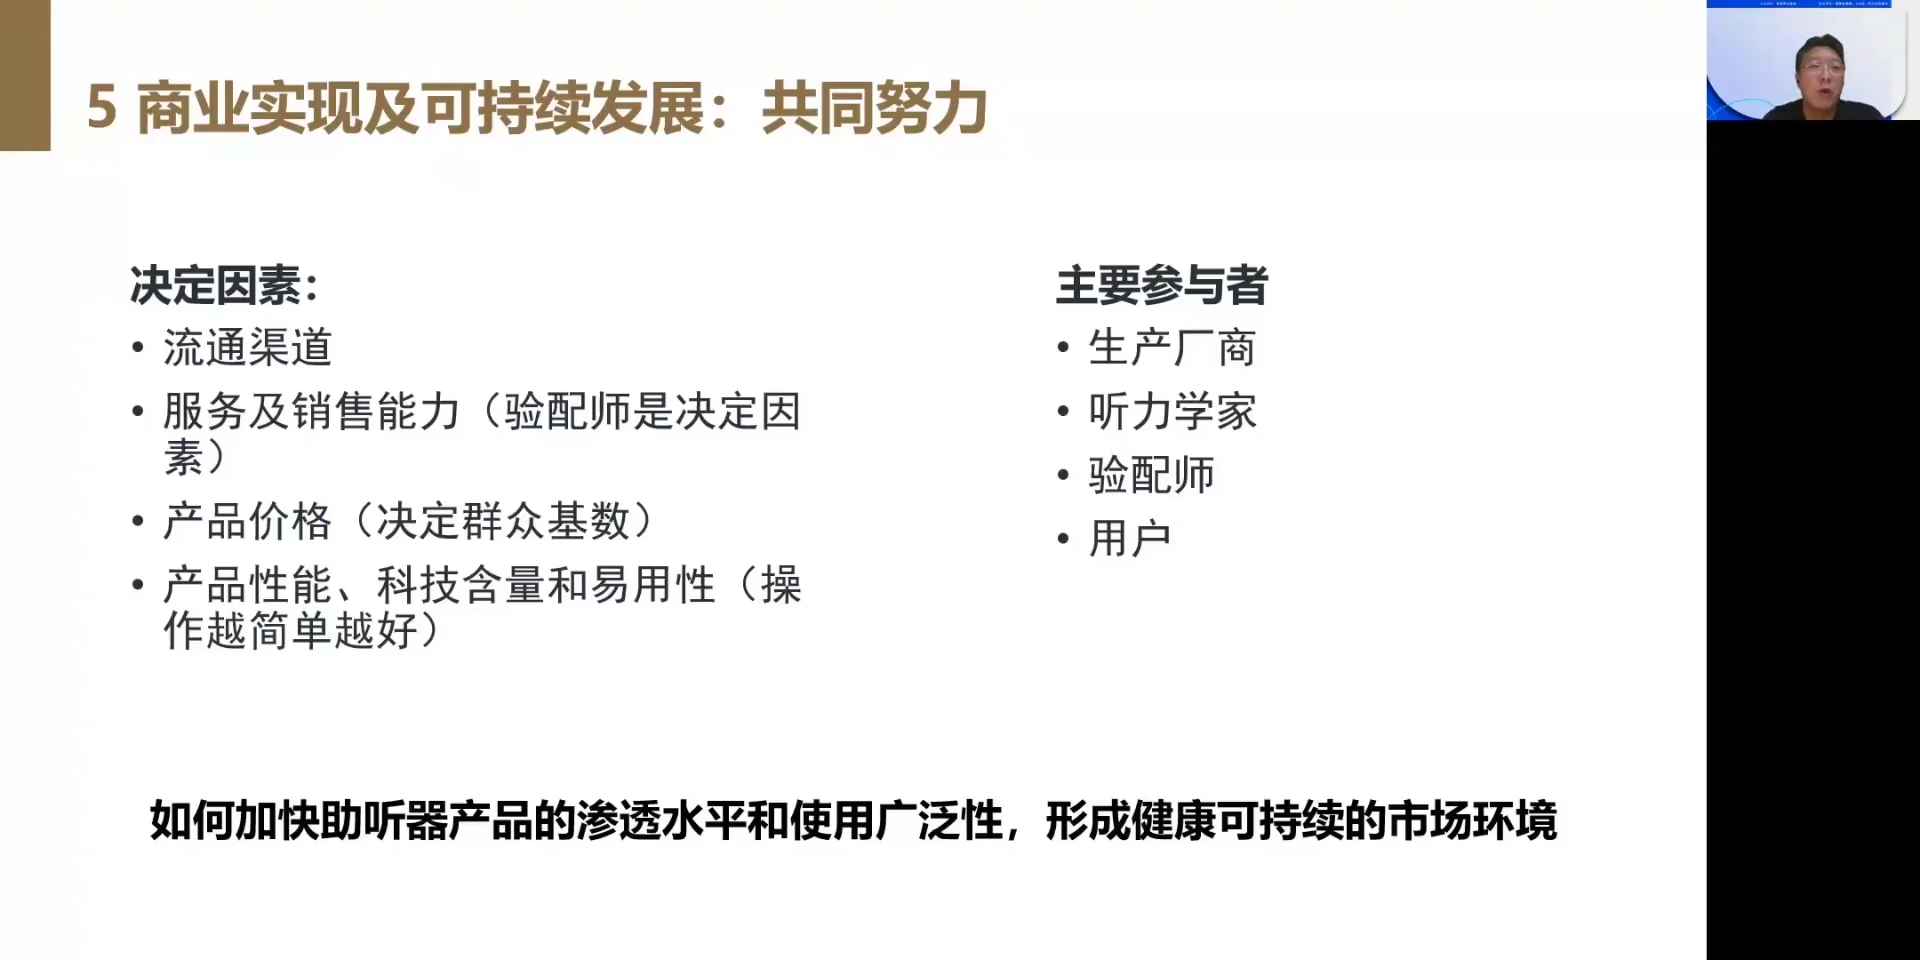 5 商业实现及可持续发展：共同努力
决定因素：
• 流通渠道
• 服务及销售能力（验配师是决定因
素）
• 产品价格（决定群众基数）
• 产品性能、科技含量和易用性（操
作越简单越好）
主要参与者
• 生产厂商
• 听力学家
• 验配师
• 用户
如何加快助听器产品的渗透水平和使用广泛性，形成健康可持续的市场环境